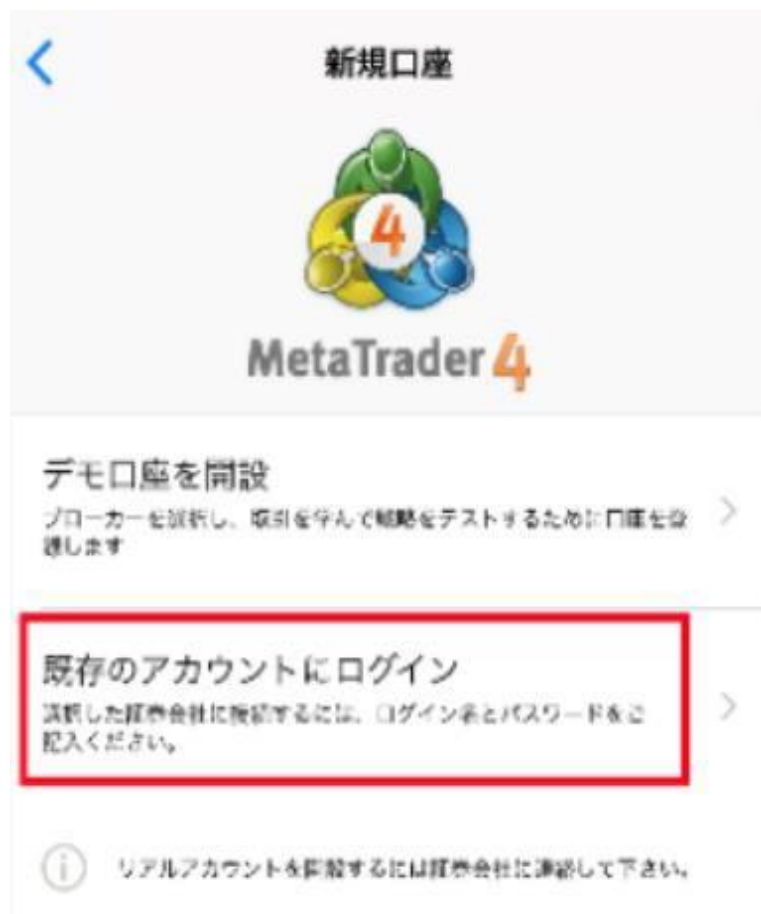 新規口座
4
MetaTrader 4
デモ口座を開設
ブローカーを選択し、取引を学んで戦略をテストするために口座を登
録します
既存のアカウントにログイン
選択した証券会社に接続するには、ログイン名とパスワードをご
記入ください。
リアルアカウントを開設するには証券会社に連絡して下さい。